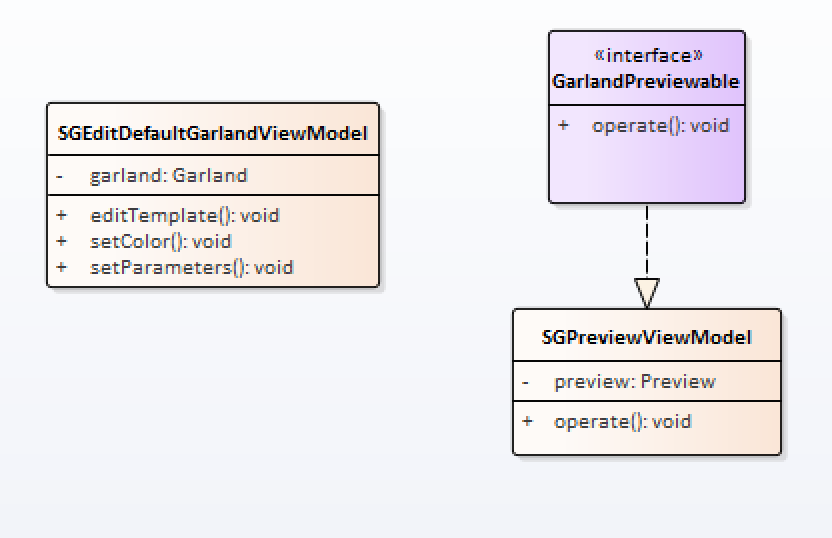 SGEditDefaultGarlandViewModel
- garland: Garland
+ editTemplate(): void
+ setColor(): void
+ setParameters(): void
«interface»
GarlandPreviewable
+ operate(): void
SGPreviewViewModel
- preview: Preview
+ operate(): void